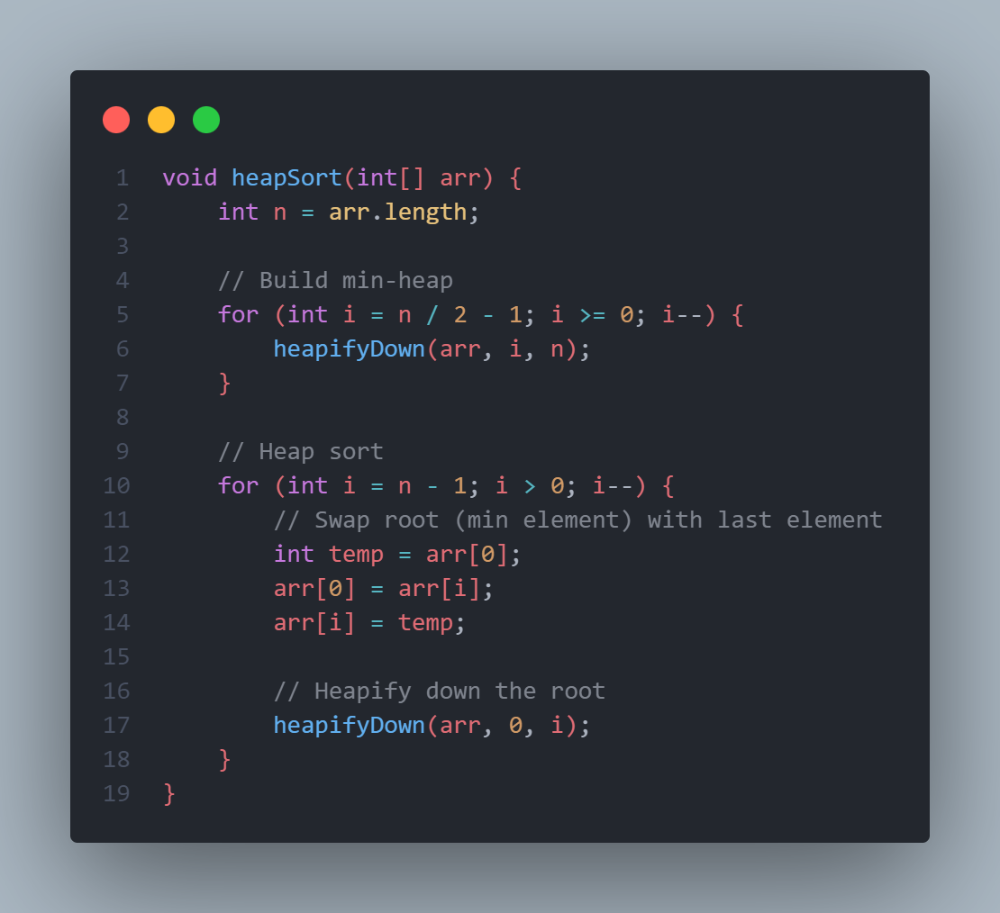 1 void heapSort(int[] arr) {
2     int n = arr.length;
3
4     // Build min-heap
5     for (int i = n / 2 - 1; i >= 0; i--) {
6         heapifyDown(arr, i, n);
7     }
8
9     // Heap sort
10     for (int i = n - 1; i > 0; i--) {
11         // Swap root (min element) with last element
12         int temp = arr[0];
13         arr[0] = arr[i];
14         arr[i] = temp;
15
16         // Heapify down the root
17         heapifyDown(arr, 0, i);
18     }
19 }